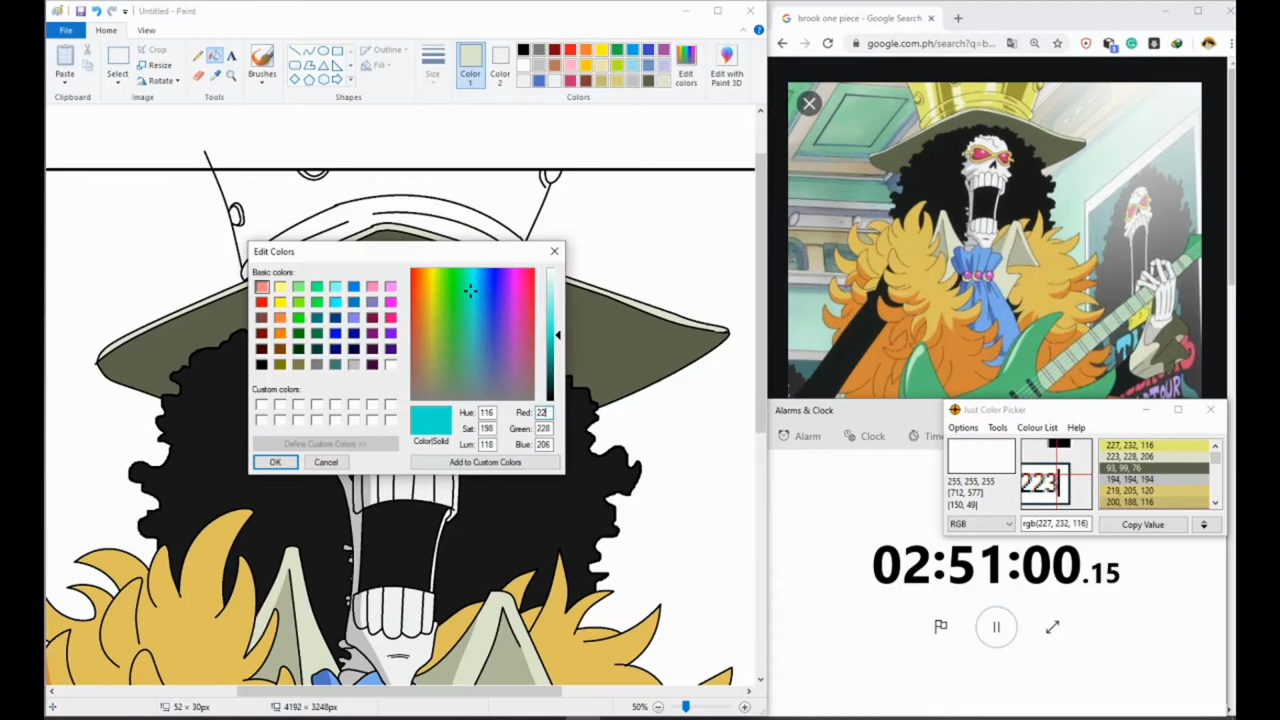 Untitled - Paint
File
Home
View
Paste
Clipboard
Select
Crop
Resize
Rotate
Image
Tools
Brushes
Shapes
Outline
Fill
Size
Color 1
Color 2
Colors
Edit colors
Edit with Paint 3D
Edit Colors
Basic colors:
Custom colors:
Define Custom Colors >>
OK
Cancel
Color|Solid
Hue: 116
Sat: 198
Lum: 118
Red: 22
Green: 228
Blue: 206
Add to Custom Colors
52 × 30px
4192 × 3248px
50%
brook one piece - Google Search
google.com.ph/search?q=b...
TOUR
Alarms & Clock
Alarm
Clock
Time
Just Color Picker
Options
Tools
Colour List
Help
255, 255, 255
[712, 577]
[150, 49]
223
227, 232, 116
223, 228, 206
93, 99, 76
194, 194, 194
219, 205, 120
200, 188, 116
RGB
rgb(227, 232, 116)
Copy Value
02:51:00.15